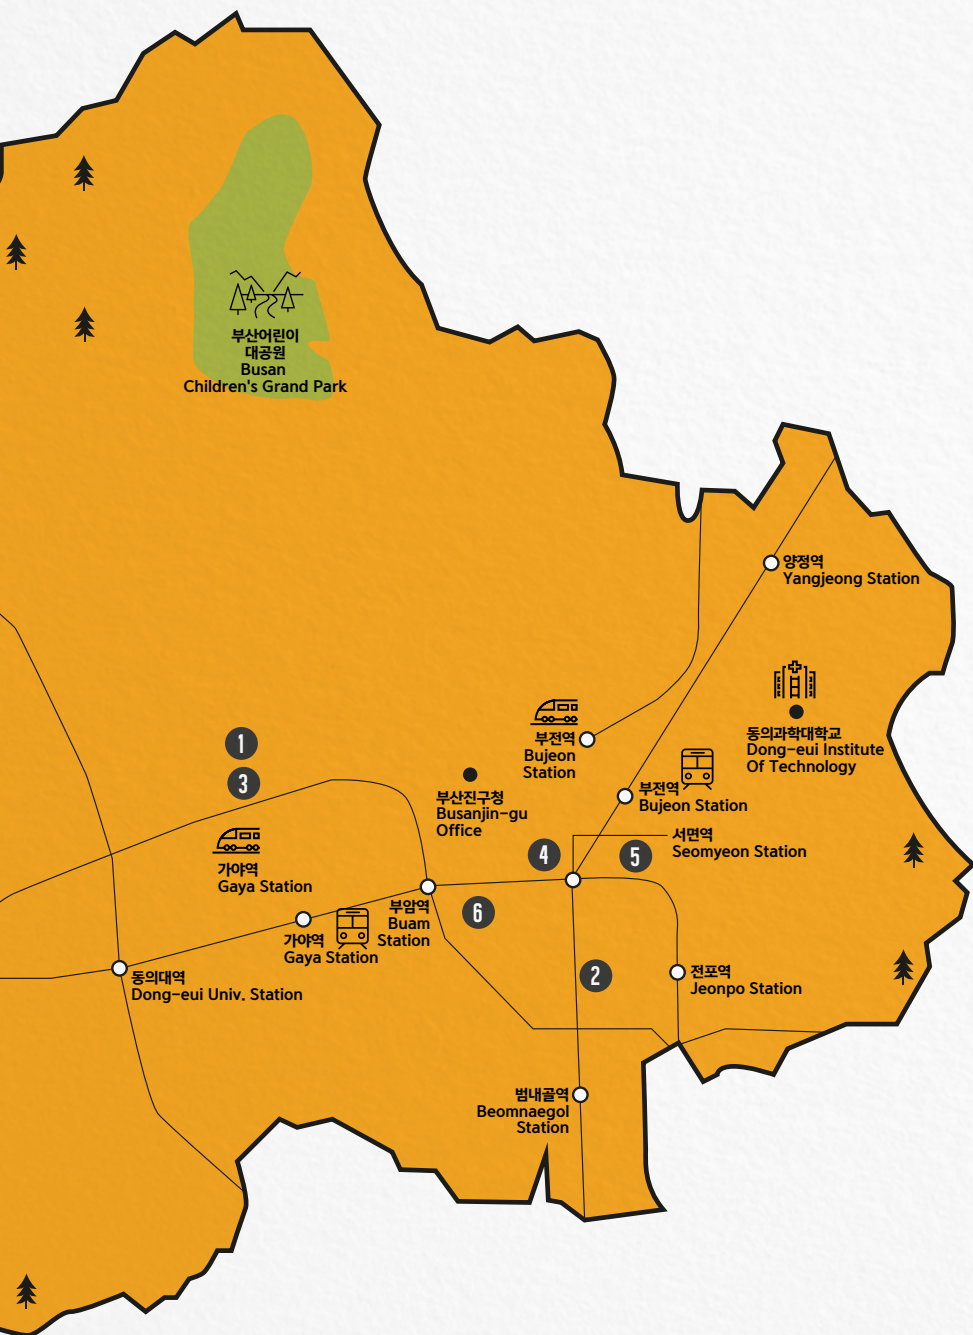 부산어린이
대공원
Busan
Children's Grand Park
양정역
Yangjeong Station
동의과학대학교
Dong-eui Institute
Of Technology
부전역
Bujeon
Station
1
3
부산진구청
Busanjin-gu
Office
부전역
Bujeon Station
서면역
Seomyeon Station
4
5
가야역
Gaya Station
부암역
Buam
Station
6
가야역
Gaya Station
동의대역
Dong-eui Univ. Station
2
전포역
Jeonpo Station
범내골역
Beomnaegol
Station